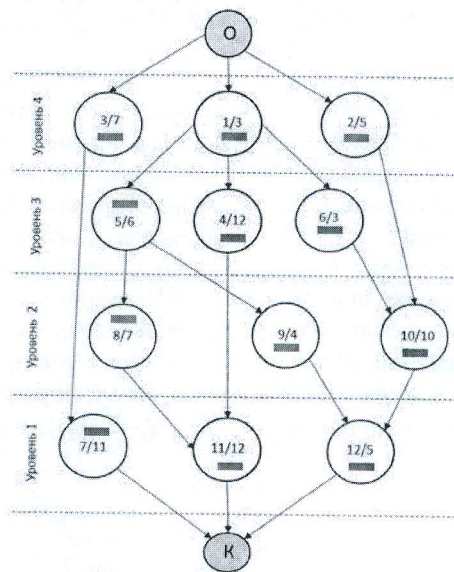 О
Уровень 4
3/7
1/3
2/5
Уровень 3
5/6
4/12
6/3
Уровень 2
8/7
9/4
10/10
Уровень 1
7/11
11/12
12/5
К